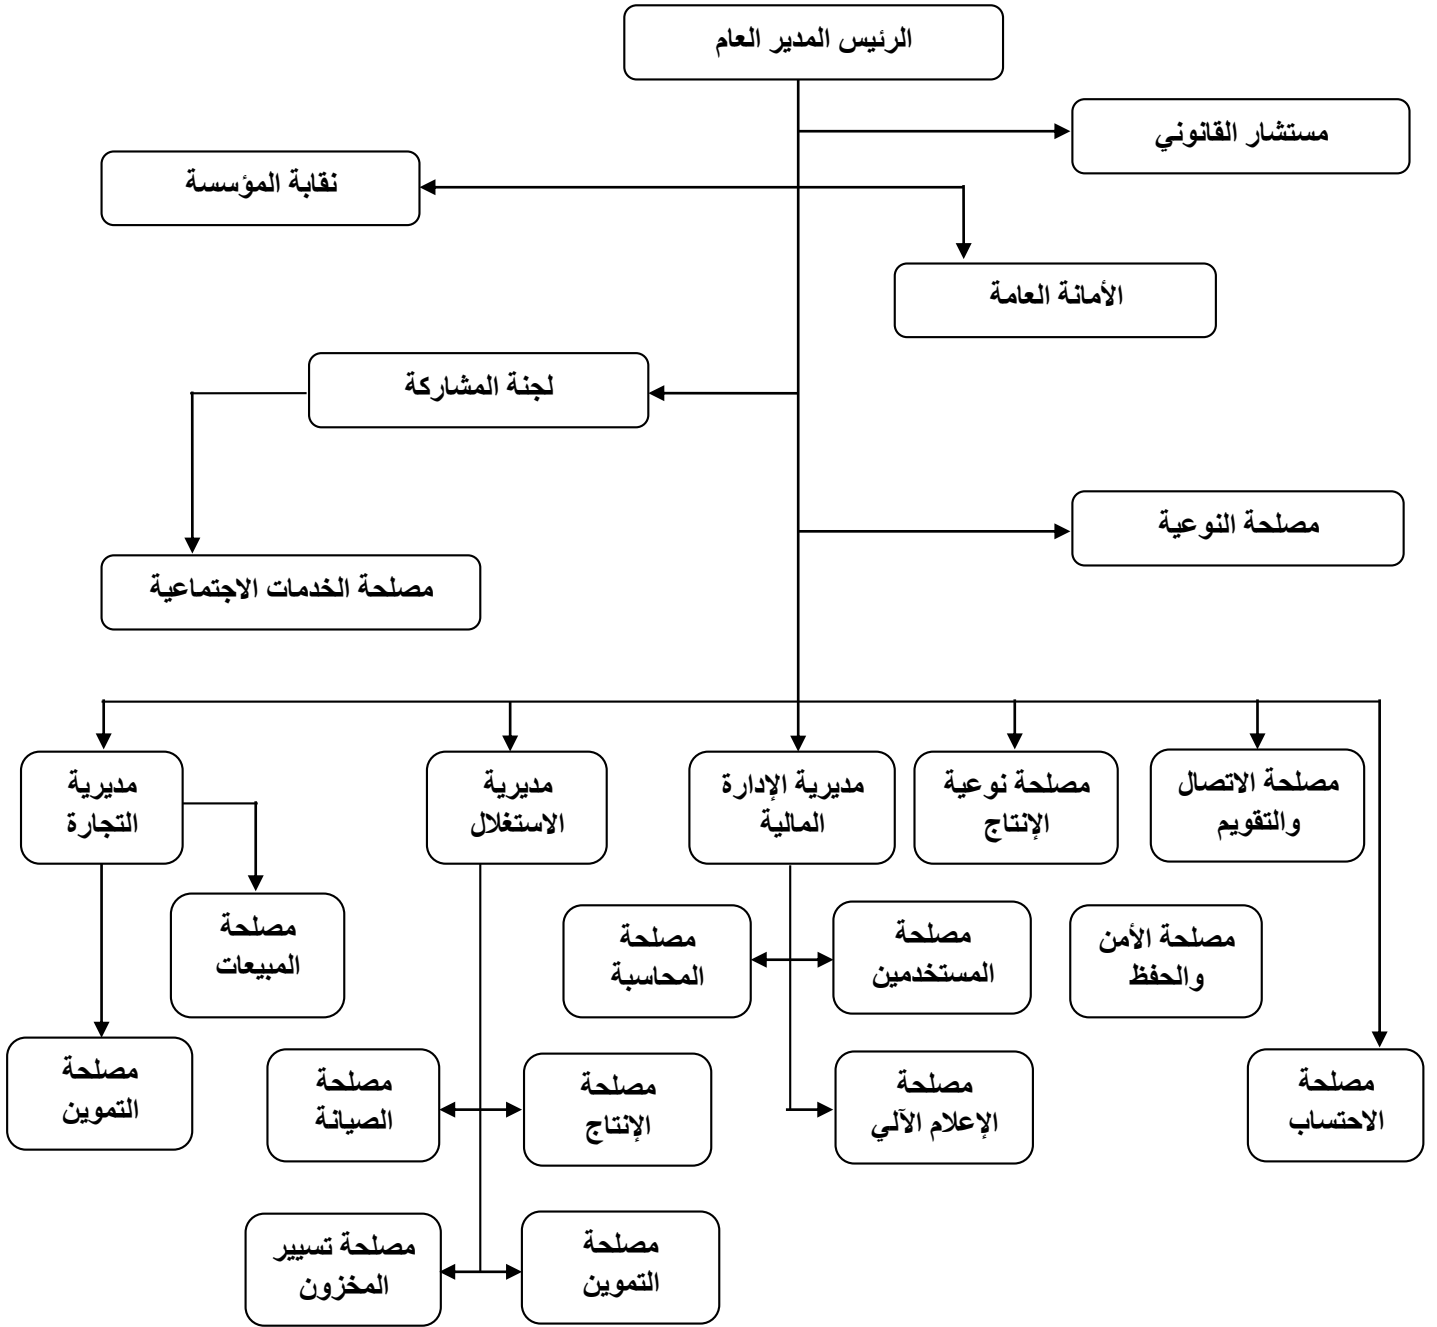 الرئيس المدير العام
مستشار القانوني
نقابة المؤسسة
الأمانة العامة
لجنة المشاركة
مصلحة النوعية
مصلحة الخدمات الاجتماعية
مصلحة الاتصال
والتقويم
مصلحة نوعية
الإنتاج
مديرية الإدارة
المالية
مديرية
الاستغلال
مديرية
التجارة
مصلحة الأمن
والحفظ
مصلحة
المستخدمين
مصلحة
المحاسبة
مصلحة
المبيعات
مصلحة
الاحتساب
مصلحة
الإعلام الآلي
مصلحة
الإنتاج
مصلحة
الصيانة
مصلحة
التموين
مصلحة
التموين
مصلحة تسيير
المخزون